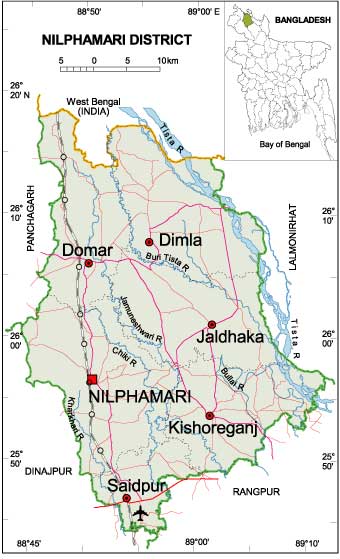 88°50'
89°00' E
NILPHAMARI DISTRICT
BANGLADESH
5 0 5 10km
26°
20' N
West Bengal
(INDIA)
Tista R
Bay of Bengal
PANCHAGARH
26°
10'
26°
10'
LALMONIRHAT
Dimla
Domar
Buri Tista R
Jamuneshwari R
Tista R
Jaldhaka
26°
00'
26°
00'
Chiki R
Bullai R
NILPHAMARI
Kharkhari R
Kishoreganj
25°
50'
25°
50'
DINAJPUR
Saidpur
RANGPUR
88°45'
89°00'
89°10'